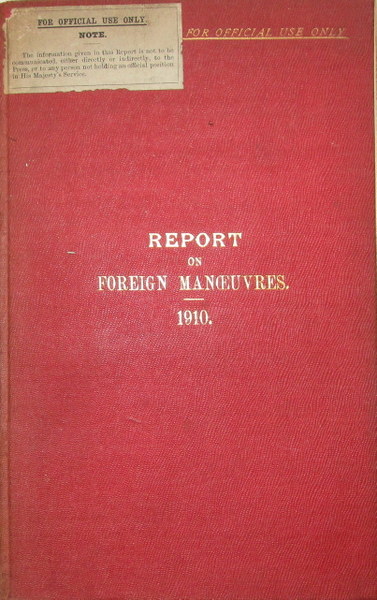 FOR OFFICIAL USE ONLY.
NOTE.
The information given in this Report is not to be
communicated, either directly or indirectly, to the
Press, or to any person not holding an official position
in His Majesty's Service.
FOR OFFICIAL USE ONLY.
REPORT
ON
FOREIGN MANŒUVRES.
1910.